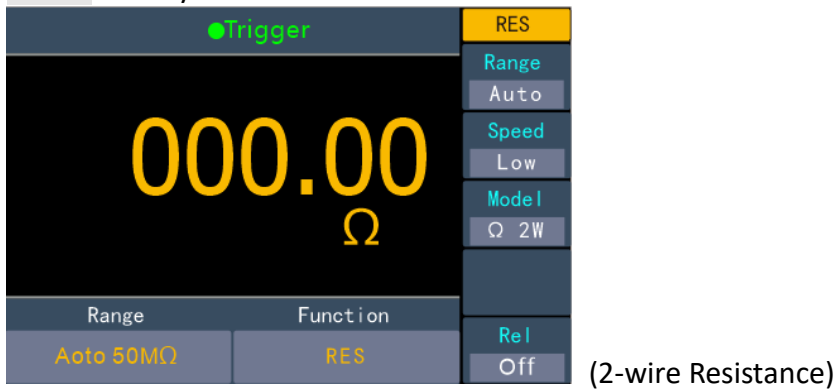 Trigger
RES
Range
Auto
000.00
Ω
Speed
Low
Model
Ω 2W
Range
Function
Aoto 50MΩ
RES
Rel
Off
(2-wire Resistance)